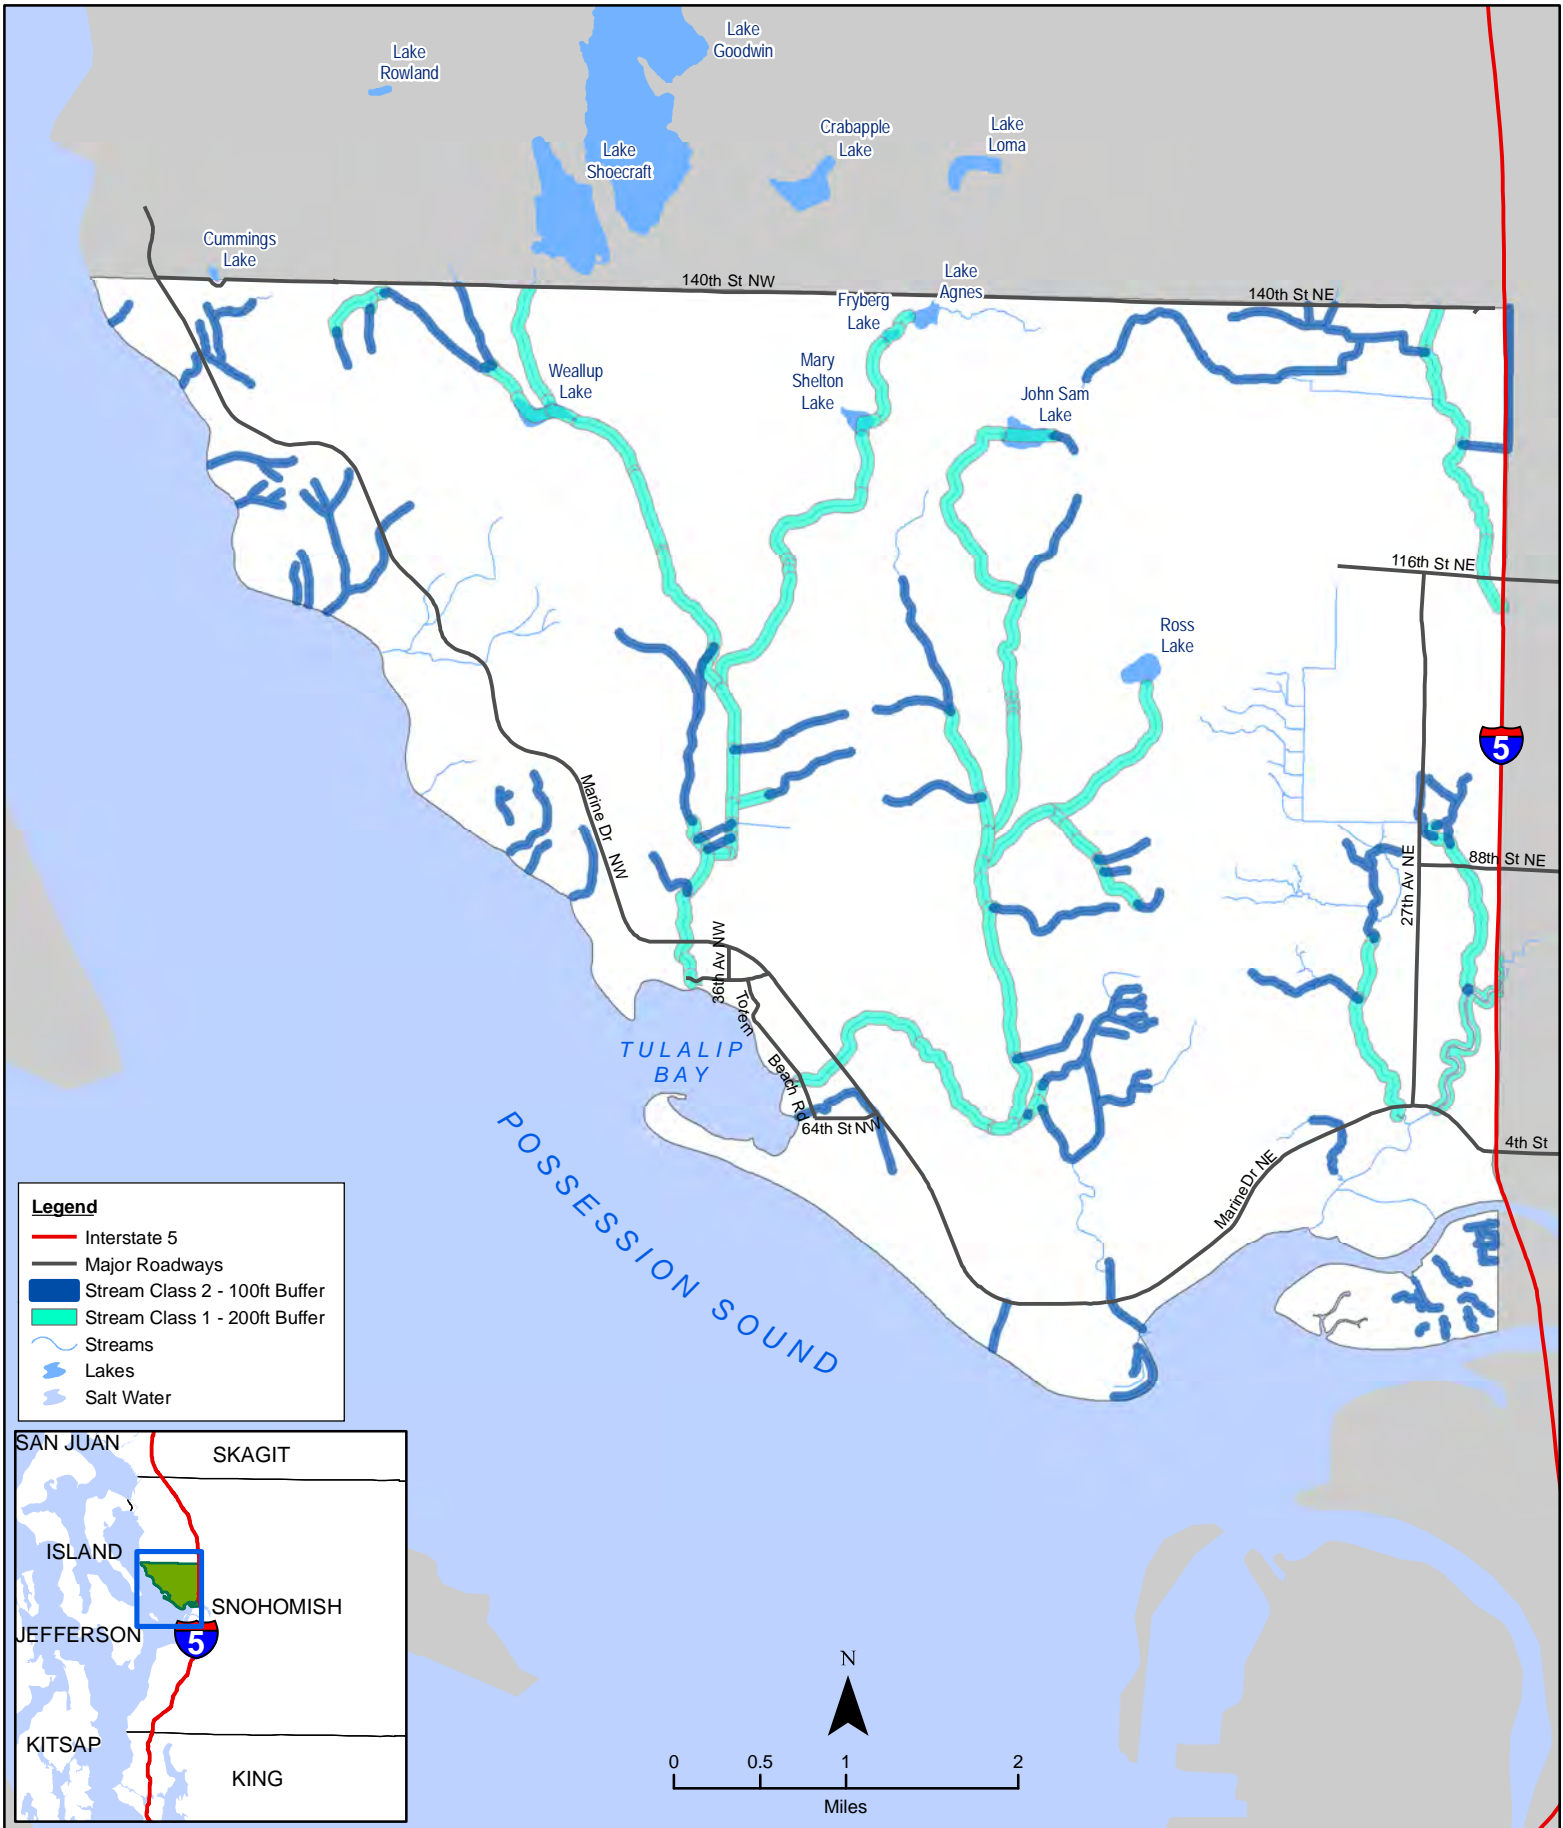 Lake
Goodwin
Lake
Rowland
Crabapple
Lake
Lake
Loma
Lake
Shoecraft
Cummings
Lake
140th St NW
Lake
Agnes
140th St NE
Fryberg
Lake
Mary
Shelton
Lake
Weallup
Lake
John Sam
Lake
116th St NE
Ross
Lake
5
Marine Dr NW
27th Av NE
88th St NE
36th Av NW
Totem
Beach Rd
TULALIP
BAY
64th St NW
4th St
Marine Dr NE
POSSESSION SOUND
Legend
Interstate 5
Major Roadways
Stream Class 2 - 100ft Buffer
Stream Class 1 - 200ft Buffer
Streams
Lakes
Salt Water
SAN JUAN
SKAGIT
ISLAND
SNOHOMISH
JEFFERSON
5
KITSAP
KING
N
0 0.5 1 2
Miles